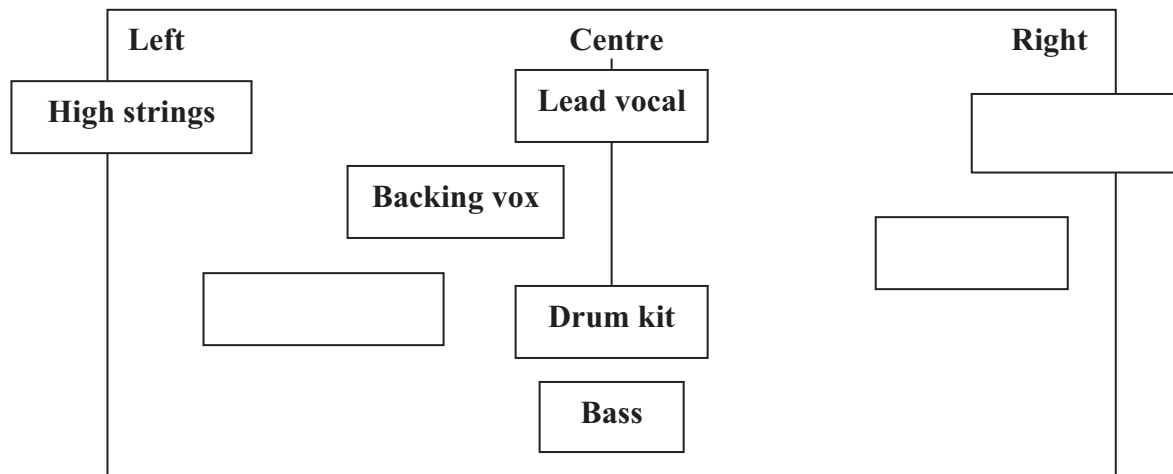 Left Centre Right
High strings
Lead vocal
Backing vox
Drum kit
Bass